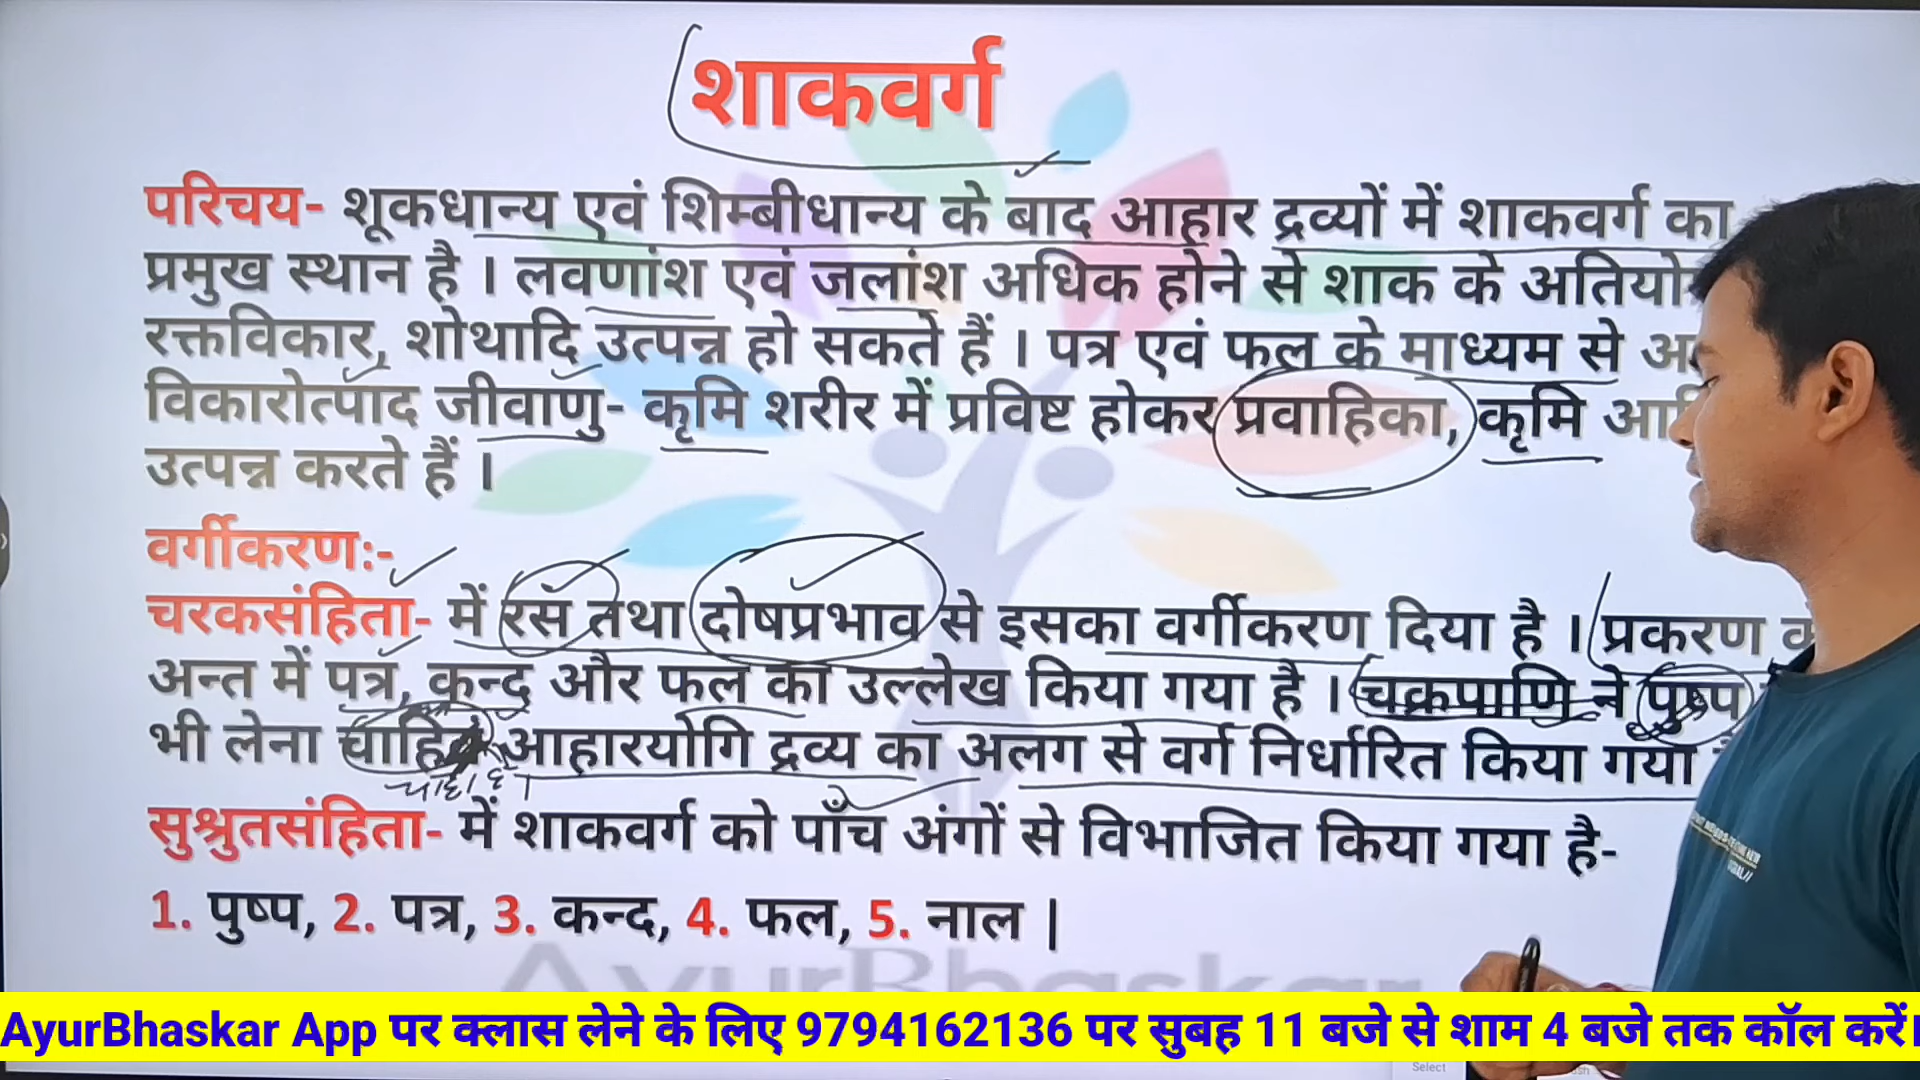 शाकवर्ग
परिचय- शूकधान्य एवं शिम्बीधान्य के बाद आहार द्रव्यों में शाकवर्ग का
प्रमुख स्थान है । लवणांश एवं जलांश अधिक होने से शाक के
रक्तविकार, शोथादि उत्पन्न हो सकते हैं । पत्र एवं फल के माध्यम से
विकारोत्पाद जीवाणु- कृमि शरीर में प्रविष्ट होकर प्रवाहिका, कृमि
उत्पन्न करते हैं ।
वर्गीकरण:-
चरकसंहिता- में रस तथा दोषप्रभाव से इसका वर्गीकरण दिया है । प्रकरण
अन्त में पत्र, कन्द और फल का उल्लेख किया गया है । चक्रपाणि ने पुष्प
भी लेना आहारयोगि द्रव्य का अलग से वर्ग निर्धारित किया गया
सुश्रुतसंहिता- में शाकवर्ग को पाँच अंगों से विभाजित किया गया है-
1. पुष्प, 2. पत्र, 3. कन्द, 4. फल, 5. नाल |
AyurBhaskar
AyurBhaskar App पर क्लास लेने के लिए 9794162136 पर सुबह 11 बजे से शाम 4 बजे तक कॉल करें।
Select